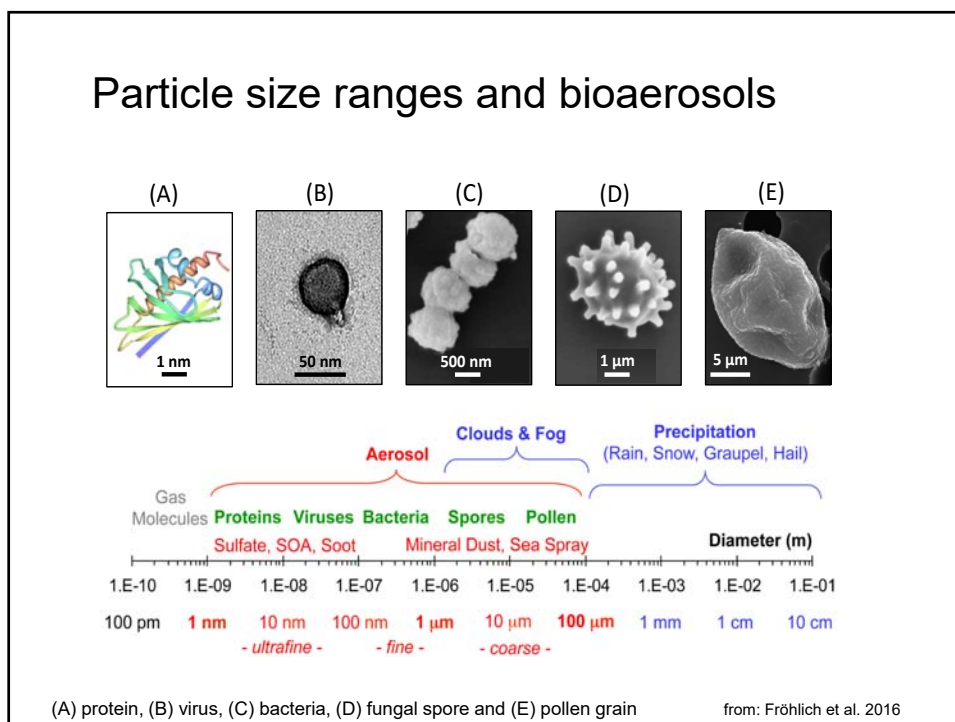 Particle size ranges and bioaerosols
(A) (B) (C) (D) (E)
1 nm 50 nm 500 nm 1 µm 5 µm
Clouds & Fog Precipitation
(Rain, Snow, Graupel, Hail)
Aerosol
Gas
Molecules
Proteins Viruses Bacteria Spores Pollen
Sulfate, SOA, Soot Mineral Dust, Sea Spray Diameter (m)
1.E-10 1.E-09 1.E-08 1.E-07 1.E-06 1.E-05 1.E-04 1.E-03 1.E-02 1.E-01
100 pm 1 nm 10 nm 100 nm 1 µm 10 µm 100 µm 1 mm 1 cm 10 cm
- ultrafine - - fine - - coarse -
(A) protein, (B) virus, (C) bacteria, (D) fungal spore and (E) pollen grain from: Fröhlich et al. 2016